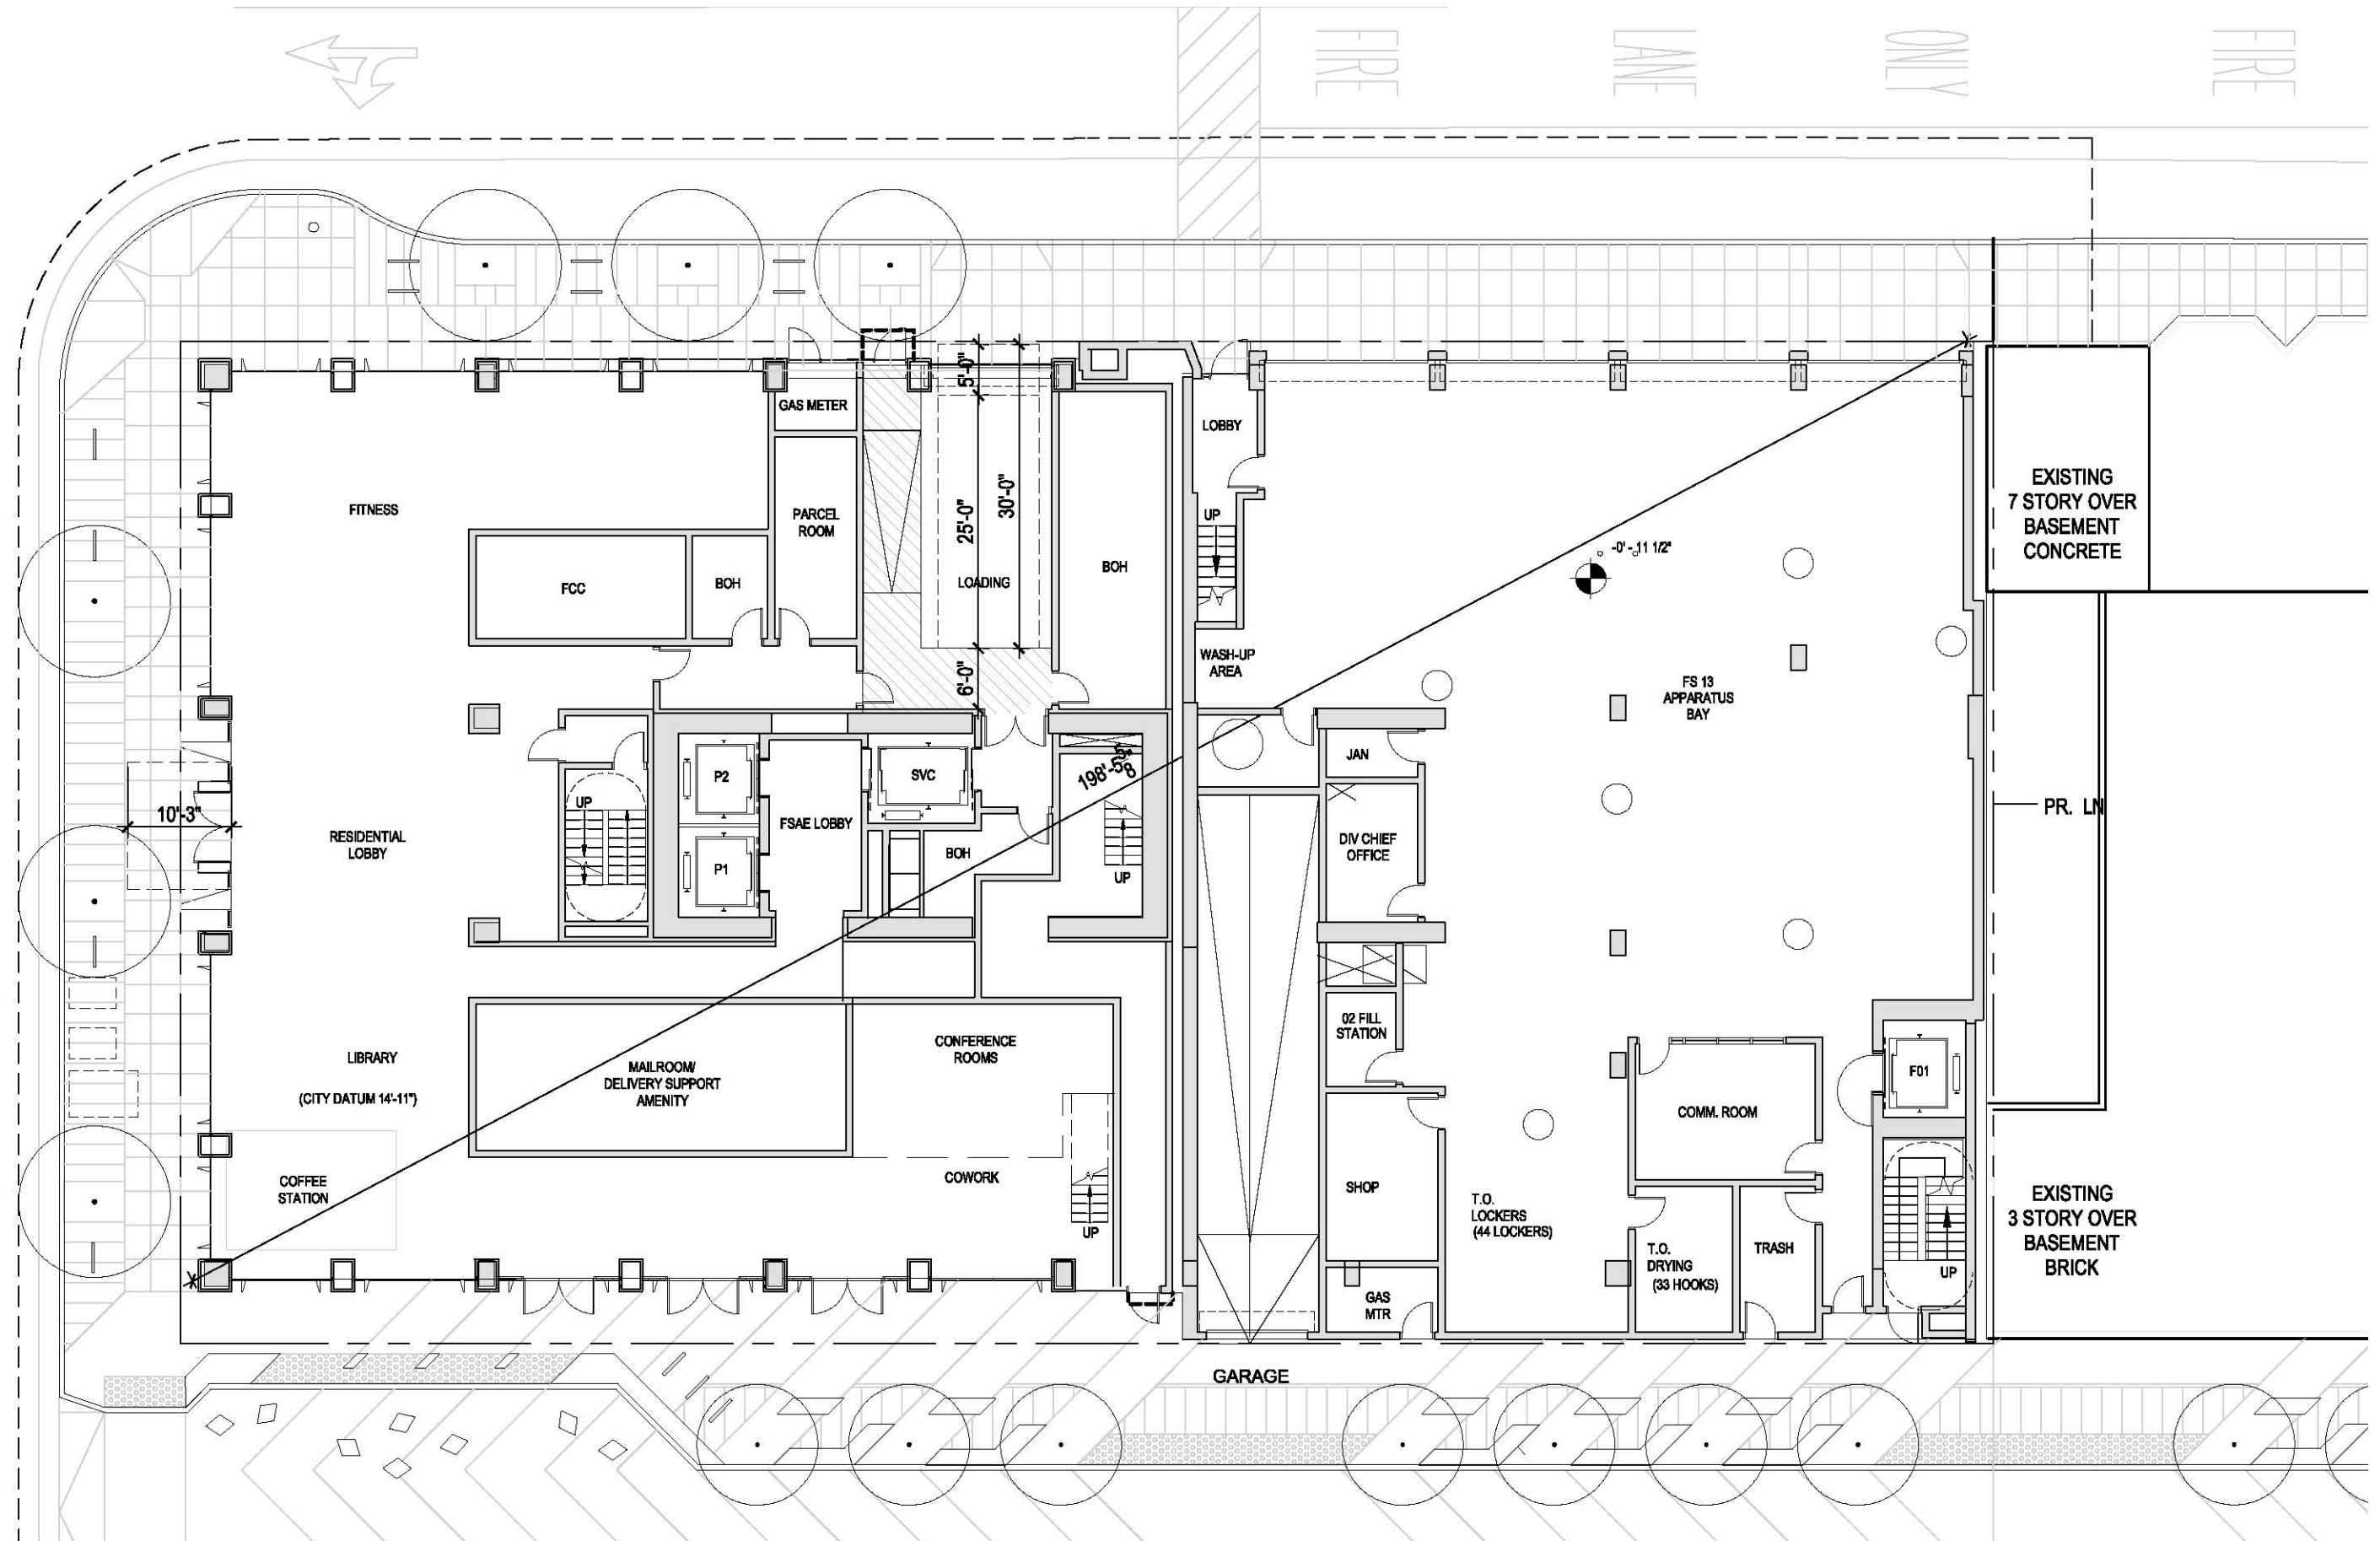 FIRE
LANE
ONLY
FIRE
5'-0"
GAS METER
LOBBY
FITNESS
PARCEL
ROOM
25'-0"
30'-0"
UP
EXISTING
7 STORY OVER
BASEMENT
CONCRETE
-0' - 11 1/2"
FCC
BOH
LOADING
BOH
WASH-UP
AREA
6'-0"
FS 13
APPARATUS
BAY
P2
SVC
198'-5 5/8"
JAN
10'-3"
UP
FSAE LOBBY
PR. LN
RESIDENTIAL
LOBBY
BOH
DIV CHIEF
OFFICE
P1
UP
02 FILL
STATION
LIBRARY
CONFERENCE
ROOMS
MAILROOM/
DELIVERY SUPPORT
AMENITY
F01
(CITY DATUM 14'-11")
COMM. ROOM
COFFEE
STATION
COWORK
SHOP
T.O.
LOCKERS
(44 LOCKERS)
EXISTING
3 STORY OVER
BASEMENT
BRICK
UP
T.O.
DRYING
(33 HOOKS)
TRASH
UP
GAS
MTR
GARAGE